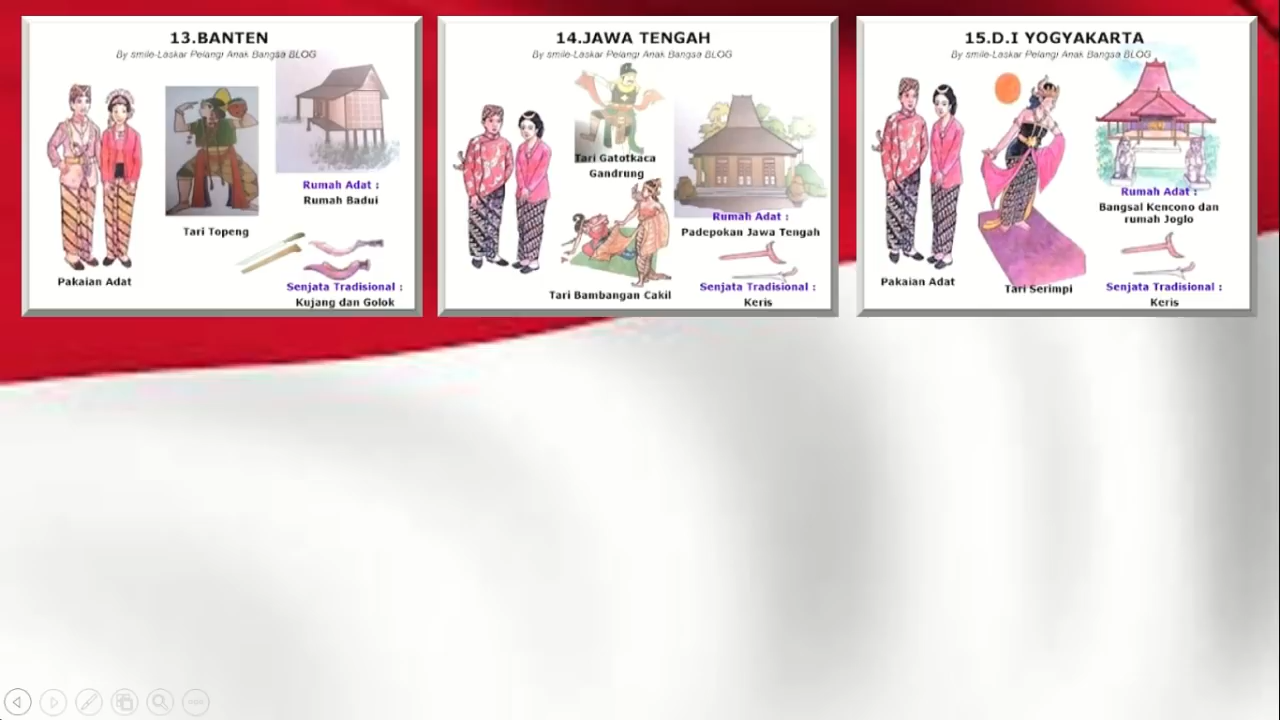 13.BANTEN
By smile-Laskar Pelangi Anak Bangsa BLOG
Rumah Adat :
Rumah Badui
Tari Topeng
Pakaian Adat
Senjata Tradisional :
Kujang dan Golok
14.JAWA TENGAH
By smile-Laskar Pelangi Anak Bangsa BLOG
Tari Gatotkaca
Gandrung
Rumah Adat :
Padepokan Jawa Tengah
Tari Bambangan Cakil
Senjata Tradisional :
Keris
15.D.I YOGYAKARTA
By smile-Laskar Pelangi Anak Bangsa BLOG
Rumah Adat :
Bangsal Kencono dan
rumah Joglo
Pakaian Adat
Tari Serimpi
Senjata Tradisional :
Keris